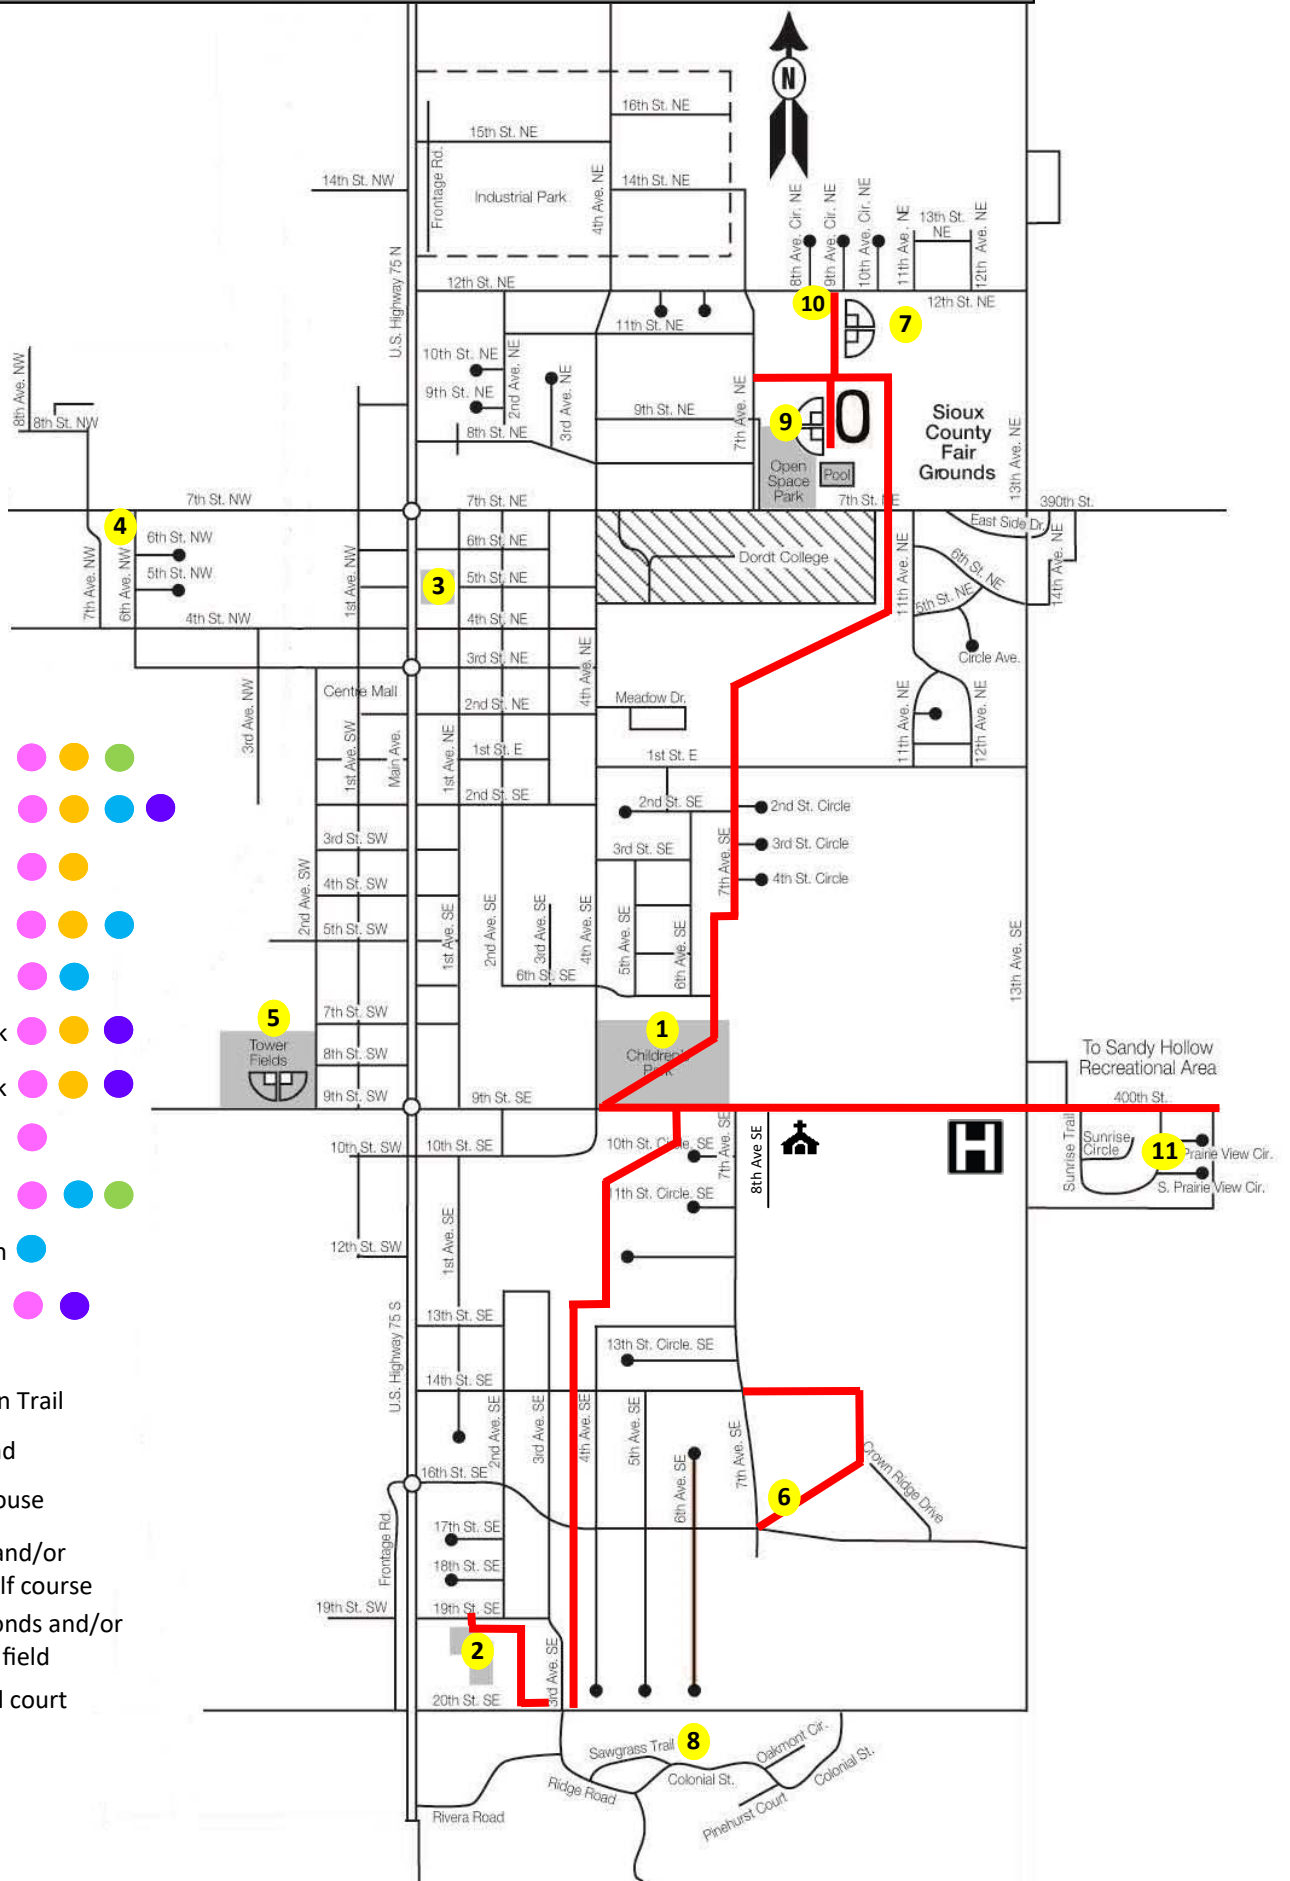 N
16th St. NE
15th St. NE
14th St. NW
Frontage Rd.
Industrial Park
4th Ave. NE
14th St. NE
8th Ave. Cir. NE
9th Ave. Cir. NE
10th Ave. Cir. NE
11th Ave. NE
13th St.
NE
12th Ave. NE
U.S. Highway 75 N
12th St. NE
10
12th St. NE
7
11th St. NE
10th St. NE
2nd Ave. NE
3rd Ave. NE
9th St. NE
8th Ave. NW
8th St. NW
8th St. NE
9th St. NE
7th Ave. NE
9
Open
Space
Park
Pool
Sioux
County
Fair
Grounds
13th Ave. NE
7th St. NW
7th St. NE
7th St. NE
390th St.
4
6th St. NW
5th St. NW
7th Ave. NW
6th Ave. NW
4th St. NW
1st Ave. NW
3
6th St. NE
5th St. NE
4th St. NE
3rd St. NE
4th Ave. NE
Dordt College
11th Ave. NE
East Side Dr.
6th St. NE
5th St. NE
14th Ave. NE
Circle Ave.
3rd Ave. NW
Centre Mall
2nd St. NE
Meadow Dr.
11th Ave. NE
12th Ave. NE
1st Ave. SW
Main Ave.
1st Ave. NE
1st St. E
1st St. E
2nd St. SE
2nd St. SE
2nd St. Circle
3rd St. SW
3rd St. SE
7th Ave. SE
3rd St. Circle
4th St. SW
4th St. Circle
2nd Ave. SW
5th St. SW
1st Ave. SE
2nd Ave. SE
3rd Ave. SE
4th Ave. SE
5th Ave. SE
6th Ave. SE
13th Ave. SE
6th St. SE
5
Tower
Fields
7th St. SW
8th St. SW
9th St. SW
1
Children's
Park
9th St. SE
To Sandy Hollow
Recreational Area
400th St.
k
k
10th St. SW
10th St. SE
10th St. Circle. SE
7th Ave. SE
8th Ave SE
H
Sunrise Trail
Sunrise
Circle
11
Prairie View Cir.
S. Prairie View Cir.
11th St. Circle. SE
n
12th St. SW
1st Ave. SE
U.S. Highway 75 S
13th St. SE
13th St. Circle. SE
14th St. SE
n Trail
nd
ouse
and/or
lf course
onds and/or
field
l court
2nd Ave. SE
3rd Ave. SE
4th Ave. SE
5th Ave. SE
6th Ave. SE
7th Ave. SE
6
Crown Ridge Drive
16th St. SE
Frontage Rd.
17th St. SE
18th St. SE
19th St. SW
19th St. SE
2
3rd Ave. SE
20th St. SE
8
Sawgrass Trail
Oakmont Cir.
Colonial St.
Colonial St.
Ridge Road
Pinehurst Court
Rivera Road